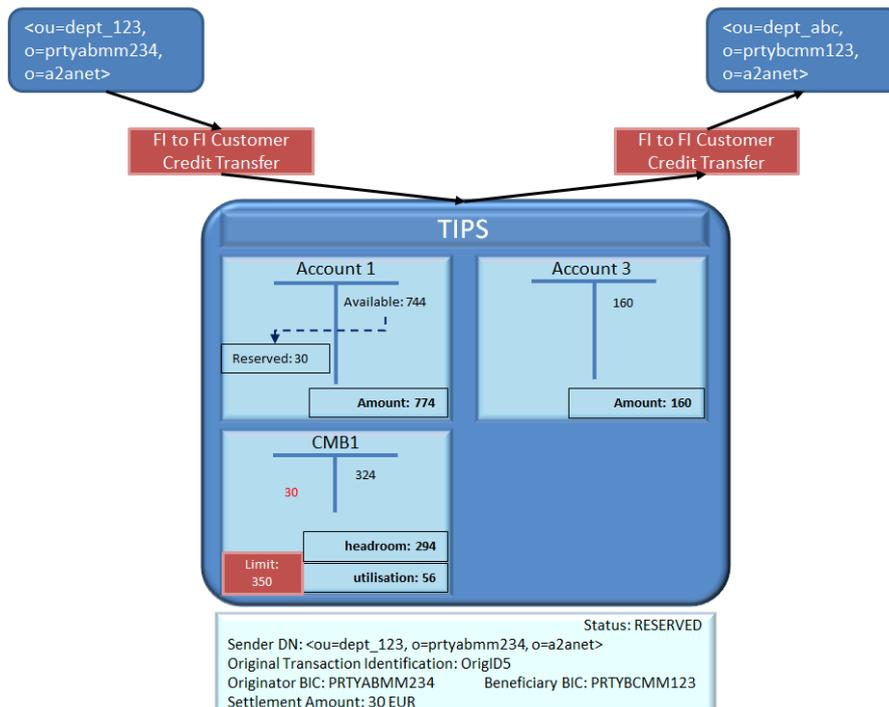 <ou=dept_123,
o=prtyabmm234,
o=a2anet>
<ou=dept_abc,
o=prtybcmm123,
o=a2anet>
FI to FI Customer
Credit Transfer
FI to FI Customer
Credit Transfer
TIPS
Account 1
Available: 744
Reserved: 30
Amount: 774
Account 3
160
Amount: 160
CMB1
324
30
headroom: 294
Limit:
350
utilisation: 56
Status: RESERVED
Sender DN: <ou=dept_123, o=prtyabmm234, o=a2anet>
Original Transaction Identification: OrigID5
Originator BIC: PRTYABMM234 Beneficiary BIC: PRTYBCMM123
Settlement Amount: 30 EUR